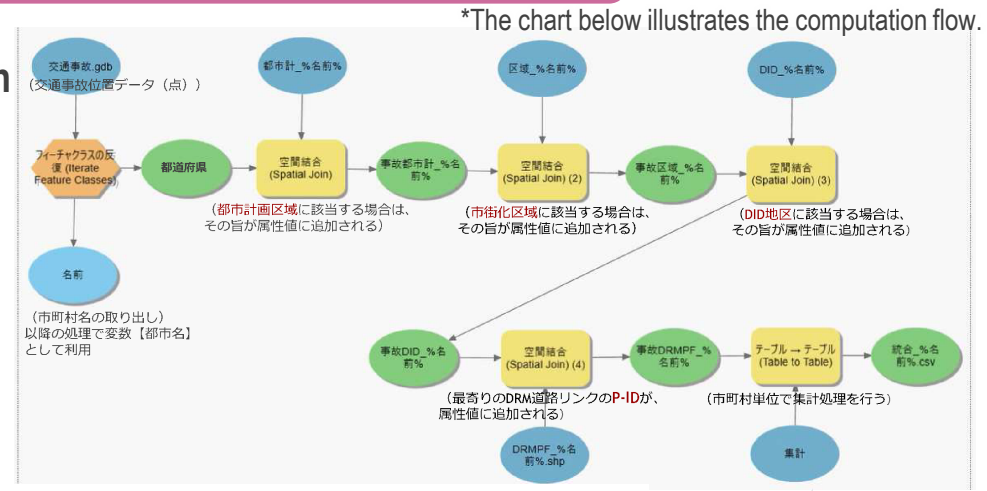 *The chart below illustrates the computation flow.
n
交通事故.gdb
(交通事故位置データ（点）)
都市計_%名前%
区域_%名前%
DID_%名前%
フィーチャクラスの反
復 (Iterate
Feature Classes)
都道府県
空間結合
(Spatial Join)
事故都市計_%名
前%
空間結合
(Spatial Join) (2)
事故区域_%名
前%
空間結合
(Spatial Join) (3)
（都市計画区域に該当する場合は、
その旨が属性値に追加される）
（市街化区域に該当する場合は、
その旨が属性値に追加される）
（DID地区に該当する場合は、
その旨が属性値に追加される）
名前
（市町村名の取り出し）
以降の処理で変数【都市名】
として利用
事故DID_%名
前%
空間結合
(Spatial Join) (4)
事故DRMPF_%
名前%
テーブル → テーブル
(Table to Table)
統合_%名
前%.csv
（最寄りのDRM道路リンクのP-IDが、
属性値に追加される）
（市町村単位で集計処理を行う）
DRMPF_%名
前%.shp
集計